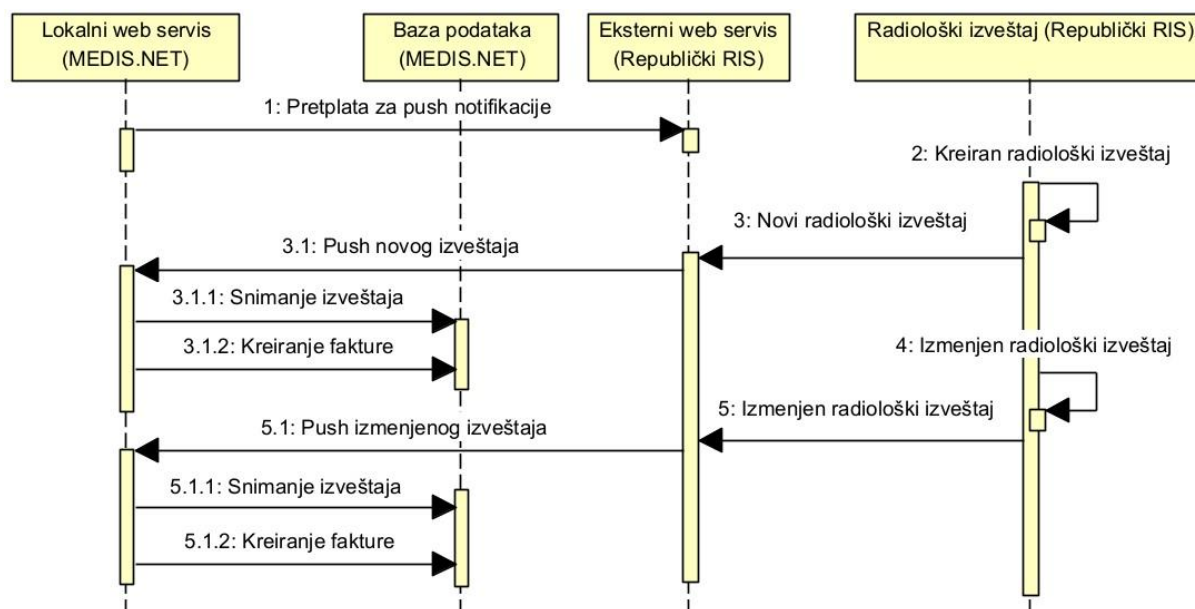 Lokalni web servis
(MEDIS.NET)
Baza podataka
(MEDIS.NET)
Eksterni web servis
(Republički RIS)
Radiološki izveštaj (Republički RIS)
1: Pretplata za push notifikacije
2: Kreiran radiološki izveštaj
3: Novi radiološki izveštaj
3.1: Push novog izveštaja
3.1.1: Snimanje izveštaja
3.1.2: Kreiranje fakture
4: Izmenjen radiološki izveštaj
5: Izmenjen radiološki izveštaj
5.1: Push izmenjenog izveštaja
5.1.1: Snimanje izveštaja
5.1.2: Kreiranje fakture